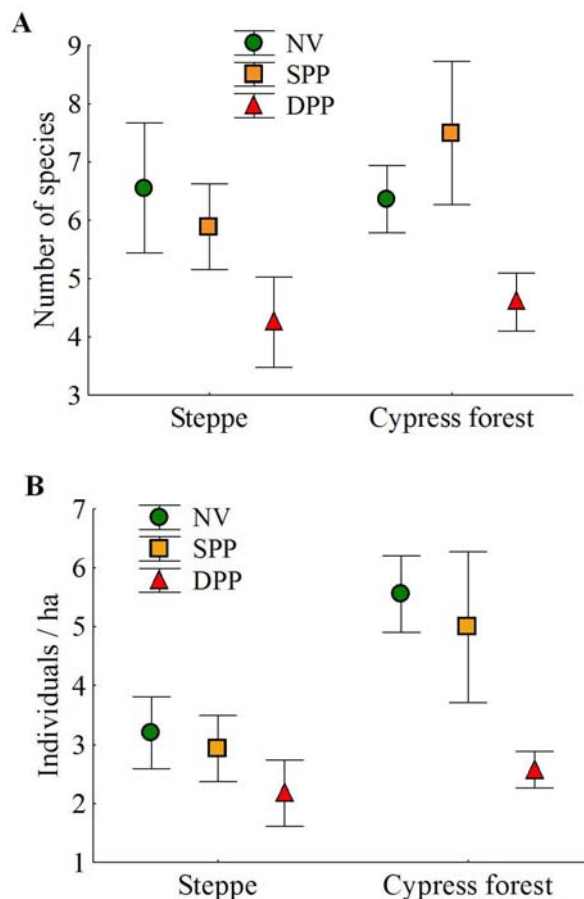 A
NV
SPP
DPP
Number of species
9
8
7
6
5
4
3
Steppe Cypress forest
B
NV
SPP
DPP
Individuals / ha
7
6
5
4
3
2
1
Steppe Cypress forest